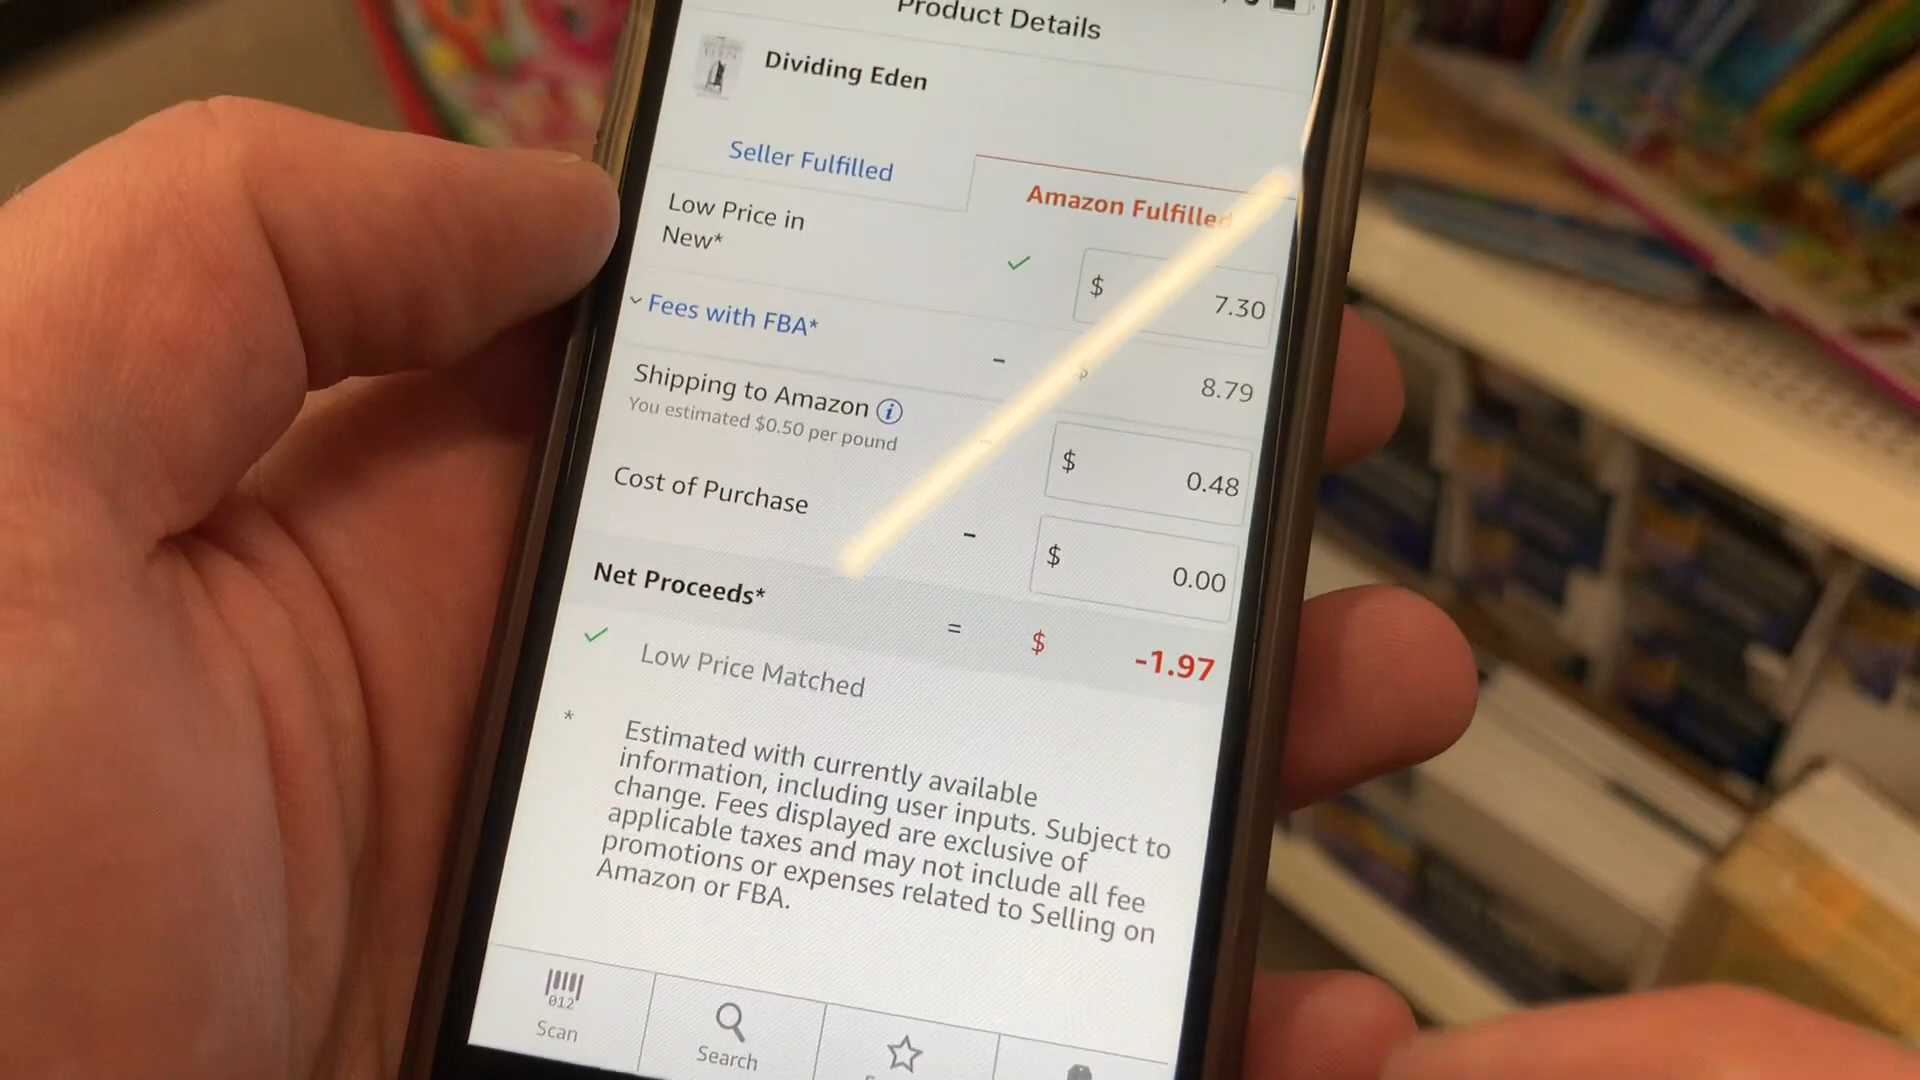 Product Details
Dividing Eden
Seller Fulfilled
Amazon Fulfilled
Low Price in
New*
$ 7.30
Fees with FBA*
- 8.79
Shipping to Amazon
You estimated $0.50 per pound
- $ 0.48
Cost of Purchase
- $ 0.00
Net Proceeds*
= $ -1.97
Low Price Matched
* Estimated with currently available
information, including user inputs. Subject to
change. Fees displayed are exclusive of
applicable taxes and may not include all fee
promotions or expenses related to Selling on
Amazon or FBA.
012
Scan
Search